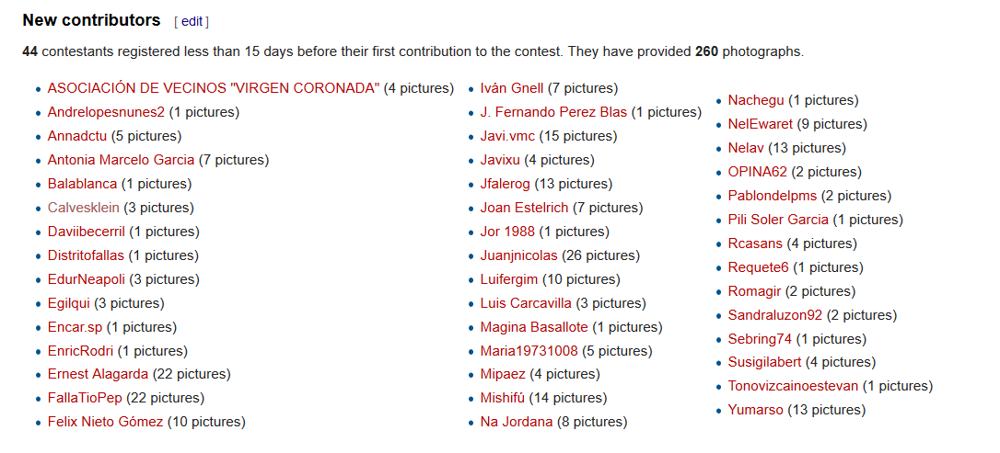 New contributors [ edit ]
44 contestants registered less than 15 days before their first contribution to the contest. They have provided 260 photographs.
ASOCIACIÓN DE VECINOS "VIRGEN CORONADA" (4 pictures)
Andrelopesnunes2 (1 pictures)
Annadctu (5 pictures)
Antonia Marcelo Garcia (7 pictures)
Balablanca (1 pictures)
Calvesklein (3 pictures)
Daviibecerril (1 pictures)
Distritofallas (1 pictures)
EdurNeapoli (3 pictures)
Egilqui (3 pictures)
Encar.sp (1 pictures)
EnricRodri (1 pictures)
Ernest Alagarda (22 pictures)
FallaTioPep (22 pictures)
Felix Nieto Gómez (10 pictures)
Iván Gnell (7 pictures)
J. Fernando Perez Blas (1 pictures)
Javi.vmc (15 pictures)
Javixu (4 pictures)
Jfalerog (13 pictures)
Joan Estelrich (7 pictures)
Jor 1988 (1 pictures)
Juanjnicolas (26 pictures)
Luifergim (10 pictures)
Luis Carcavilla (3 pictures)
Magina Basallote (1 pictures)
Maria19731008 (5 pictures)
Mipaez (4 pictures)
Mishifú (14 pictures)
Na Jordana (8 pictures)
Nachegu (1 pictures)
NelEwaret (9 pictures)
Nelav (13 pictures)
OPINA62 (2 pictures)
Pablondelpms (2 pictures)
Pili Soler Garcia (1 pictures)
Rcasans (4 pictures)
Requete6 (1 pictures)
Romagir (2 pictures)
Sandraluzon92 (2 pictures)
Sebring74 (1 pictures)
Susigilabert (4 pictures)
Tonovizcainoestevan (1 pictures)
Yumarso (13 pictures)